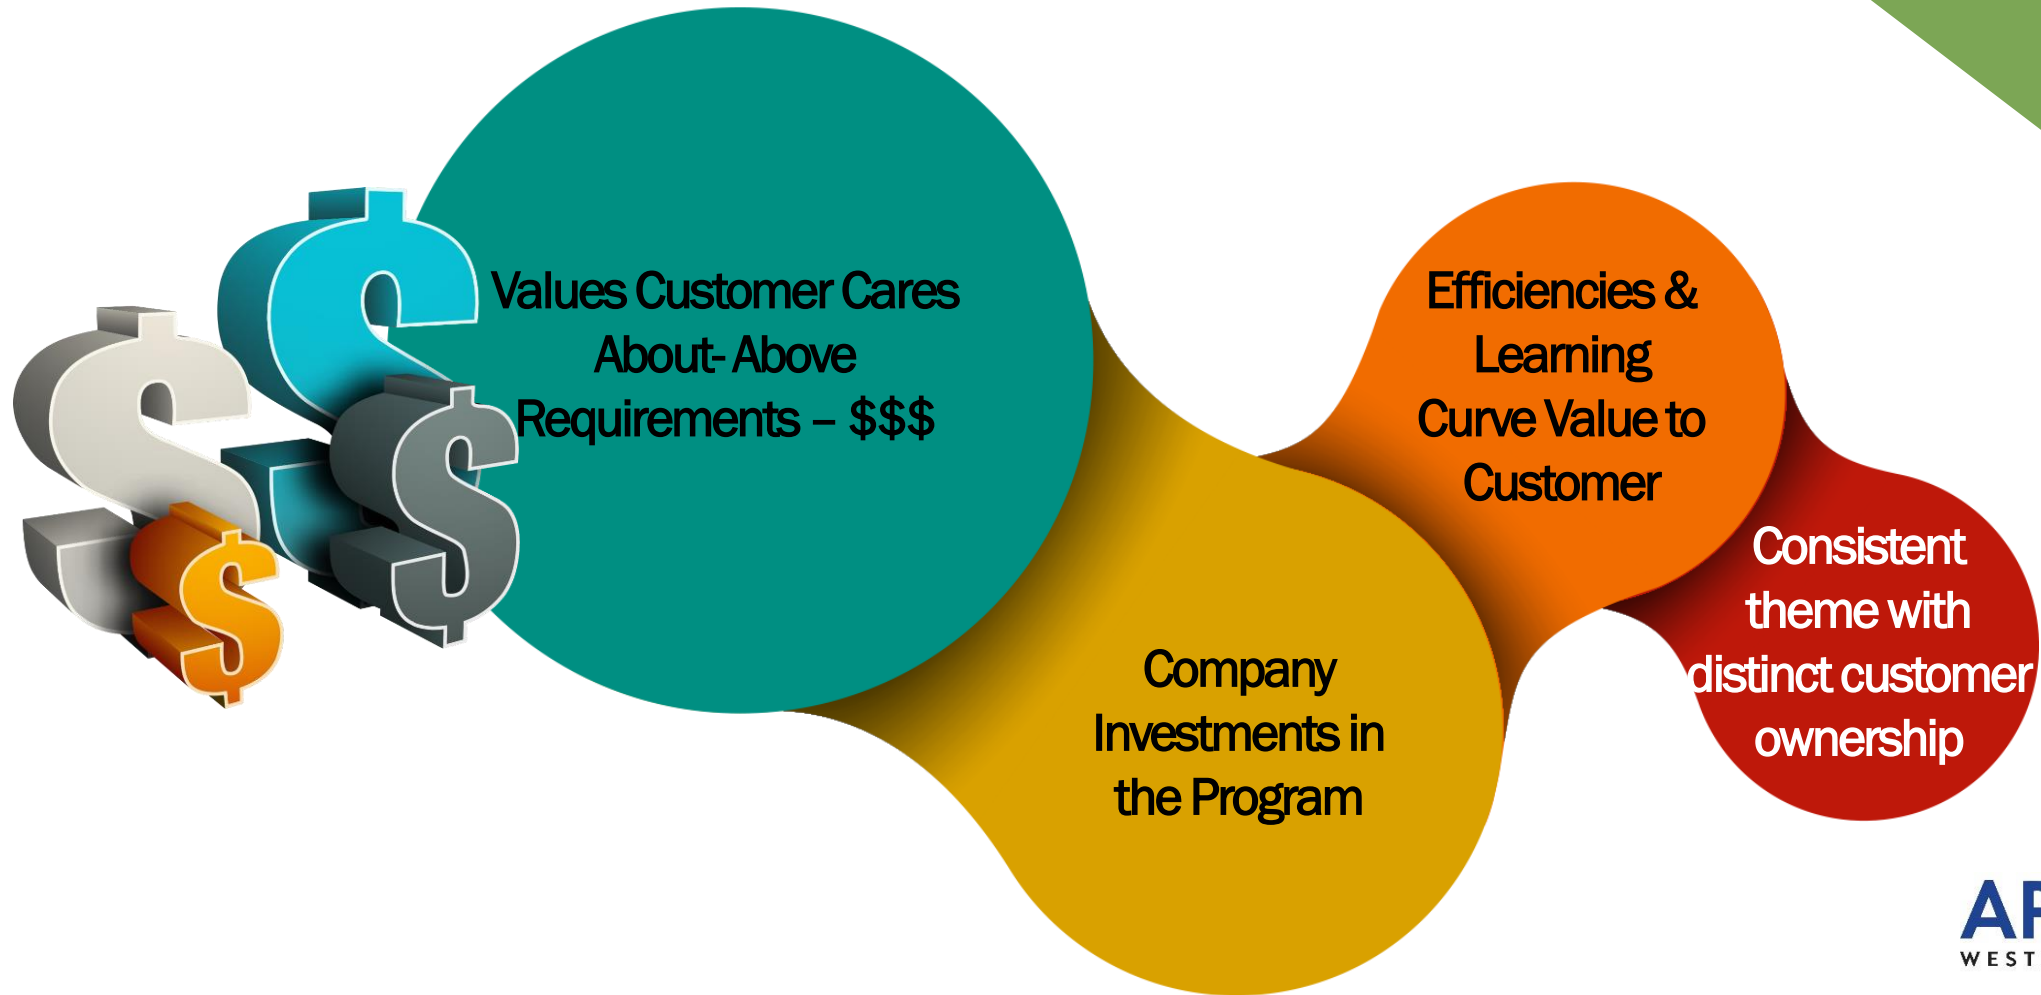 Values Customer Cares
About- Above
Requirements – $$$
Efficiencies &
Learning
Curve Value to
Customer
Consistent
theme with
distinct customer
ownership
Company
Investments in
the Program
WEST